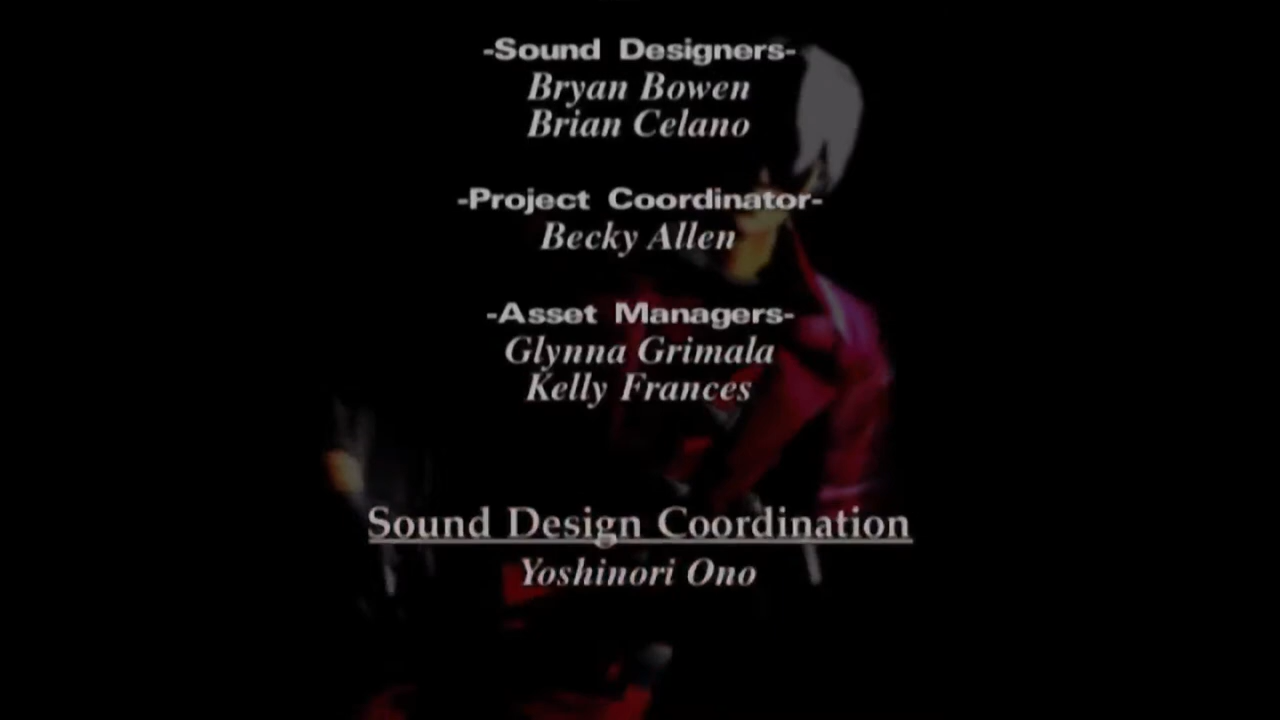 -Sound Designers-
Bryan Bowen
Brian Celano
-Project Coordinator-
Becky Allen
-Asset Managers-
Glynna Grimala
Kelly Frances
Sound Design Coordination
Yoshinori Ono